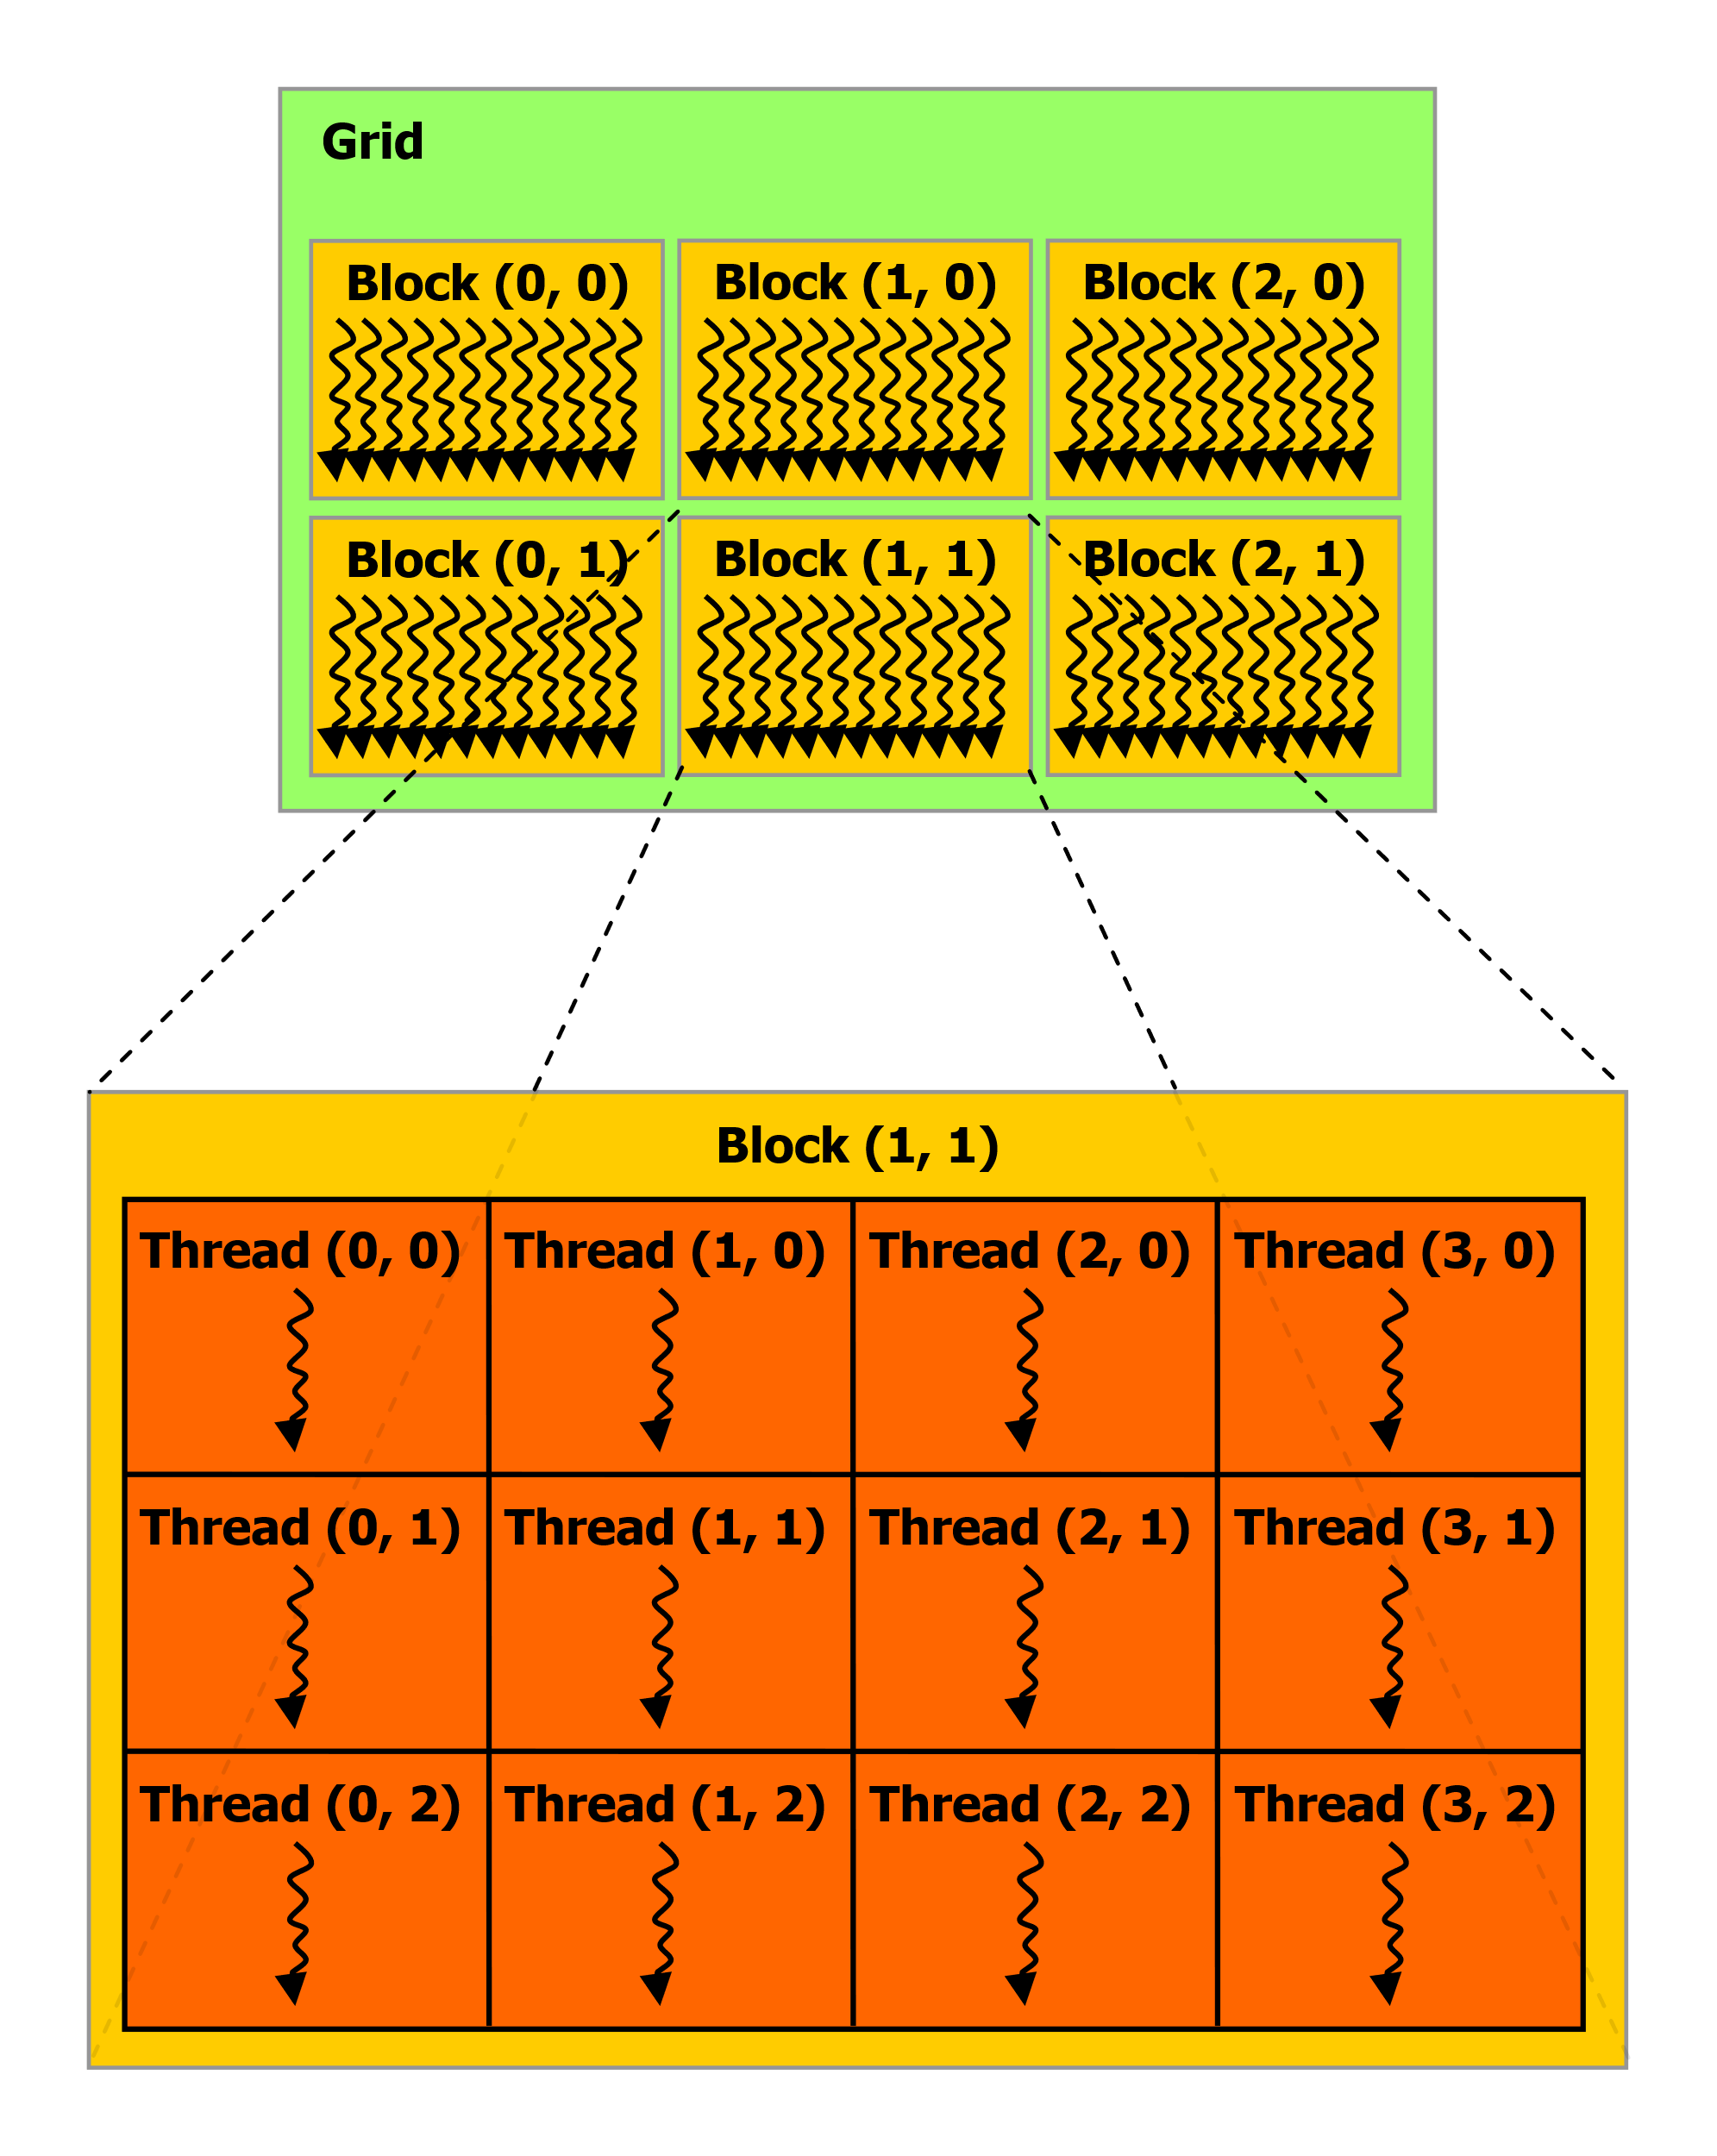 Grid
Block (0, 0) Block (1, 0) Block (2, 0)
Block (0, 1) Block (1, 1) Block (2, 1)
Block (1, 1)
Thread (0, 0) Thread (1, 0) Thread (2, 0) Thread (3, 0)
Thread (0, 1) Thread (1, 1) Thread (2, 1) Thread (3, 1)
Thread (0, 2) Thread (1, 2) Thread (2, 2) Thread (3, 2)